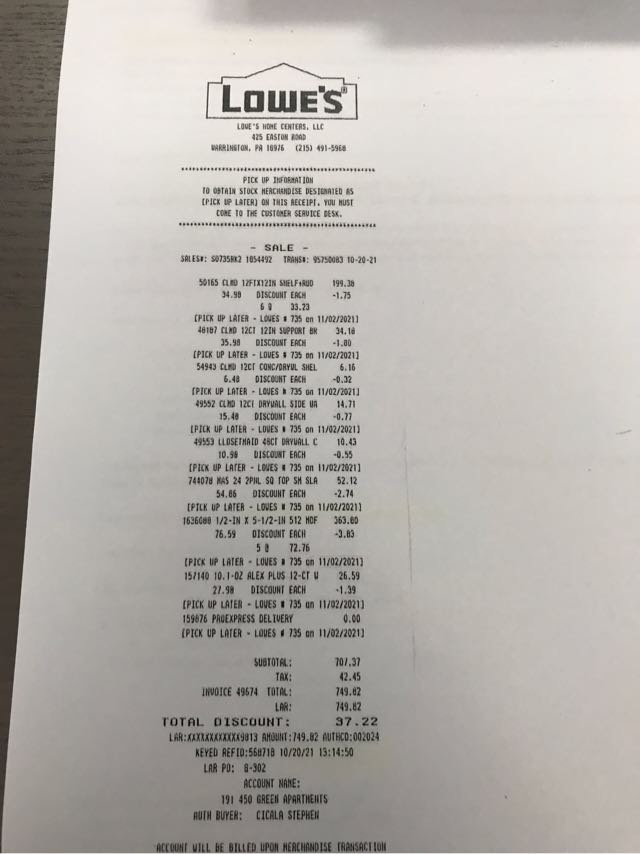 LOWE'S®
LOWE'S HOME CENTERS, LLC
425 EASTON ROAD
WARRINGTON, PA 18976 (215) 491-5960
PICK UP INFORMATION
TO OBTAIN STOCK MERCHANDISE DESIGNATED AS
[PICK UP LATER] ON THIS RECEIPT, YOU MUST
COME TO THE CUSTOMER SERVICE DESK.
- SALE -
SALES#: S0735RK2 1854492 TRANS#: 95750083 10-20-21
50165 CLMD 12FTX12IN SHELF+ROD 199.38
34.98 DISCOUNT EACH -1.75
6 @ 33.23
[PICK UP LATER - LOWES # 735 on 11/02/2021]
48187 CLMD 12CT 12IN SUPPORT BR 34.18
35.98 DISCOUNT EACH -1.80
[PICK UP LATER - LOWES # 735 on 11/02/2021]
54943 CLMD 12CT CONC/DRYWL SHEL 6.16
6.48 DISCOUNT EACH -0.32
[PICK UP LATER - LOWES # 735 on 11/02/2021]
49552 CLMD 12CT DRYWALL SIDE WA 14.71
15.48 DISCOUNT EACH -0.77
[PICK UP LATER - LOWES # 735 on 11/02/2021]
49553 CLOSETMAID 48CT DRYWALL C 10.43
10.98 DISCOUNT EACH -0.55
[PICK UP LATER - LOWES # 735 on 11/02/2021]
744078 MAS 24 2PNL SQ TOP SM SLA 52.12
54.86 DISCOUNT EACH -2.74
[PICK UP LATER - LOWES # 735 on 11/02/2021]
1636088 1/2-IN X 5-1/2-IN 512 MDF 363.80
76.59 DISCOUNT EACH -3.83
5 @ 72.76
[PICK UP LATER - LOWES # 735 on 11/02/2021]
157140 10.1-OZ ALEX PLUS 12-CT W 26.59
27.98 DISCOUNT EACH -1.39
[PICK UP LATER - LOWES # 735 on 11/02/2021]
159876 PROEXPRESS DELIVERY 0.00
[PICK UP LATER - LOWES # 735 on 11/02/2021]
SUBTOTAL: 707.37
TAX: 42.45
INVOICE 49674 TOTAL: 749.82
LAR: 749.82
TOTAL DISCOUNT: 37.22
LAR:XXXXXXXXXXXX9813 AMOUNT:749.82 AUTHCD:002024
KEYED REFID:568718 10/20/21 13:14:50
LAR PO: 8-302
ACCOUNT NAME:
191 450 GREEN APARTMENTS
AUTH BUYER: CICALA STEPHEN
ACCOUNT WILL BE BILLED UPON MERCHANDISE TRANSACTION